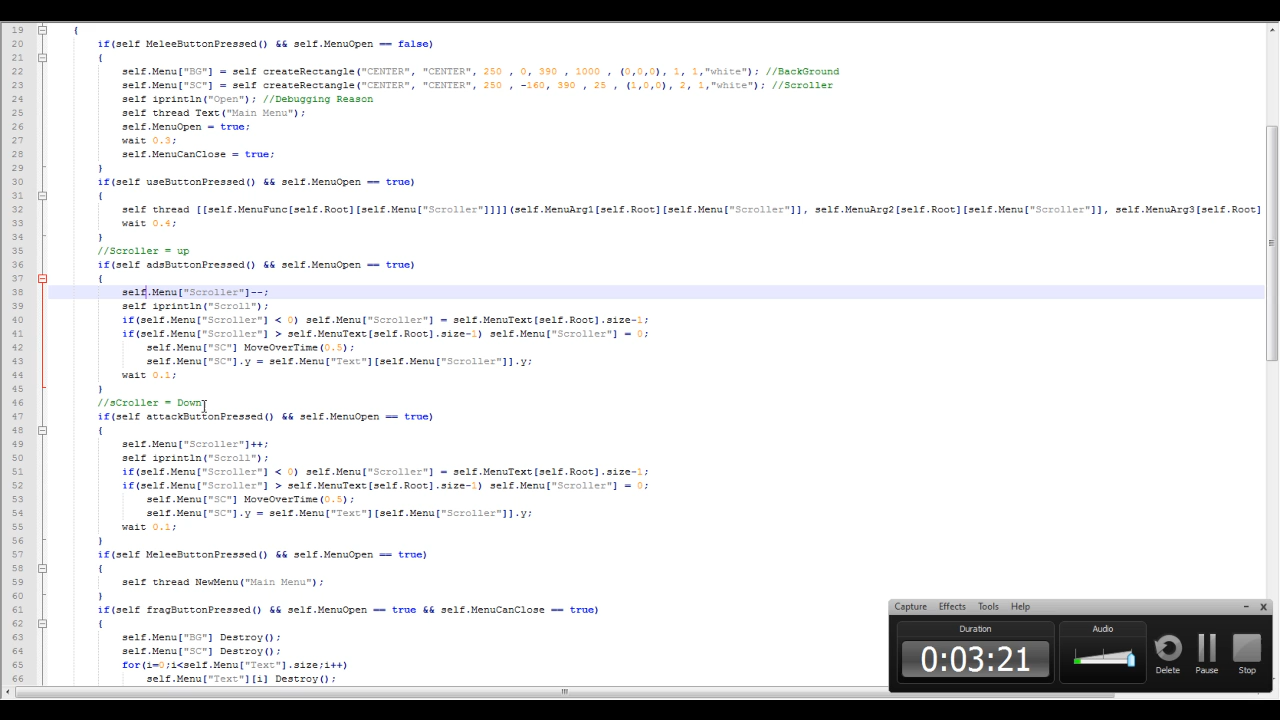 19 {
20 if(self MeleeButtonPressed() && self.MenuOpen == false)
21 {
22 self.Menu["BG"] = self createRectangle("CENTER", "CENTER", 250 , 0, 390 , 1000 , (0,0,0), 1, 1,"white"); //BackGround
23 self.Menu["SC"] = self createRectangle("CENTER", "CENTER", 250 , -160, 390 , 25 , (1,0,0), 2, 1,"white"); //Scroller
24 self iprintln("Open"); //Debugging Reason
25 self thread Text("Main Menu");
26 self.MenuOpen = true;
27 wait 0.3;
28 self.MenuCanClose = true;
29 }
30 if(self useButtonPressed() && self.MenuOpen == true)
31 {
32 self thread [[self.MenuFunc[self.Root][self.Menu["Scroller"]]]](self.MenuArg1[self.Root][self.Menu["Scroller"]], self.MenuArg2[self.Root][self.Menu["Scroller"]], self.MenuArg3[self.Root]
33 wait 0.4;
34 }
35 //Scroller = up
36 if(self adsButtonPressed() && self.MenuOpen == true)
37 {
38 self.Menu["Scroller"]--;
39 self iprintln("Scroll");
40 if(self.Menu["Scroller"] < 0) self.Menu["Scroller"] = self.MenuText[self.Root].size-1;
41 if(self.Menu["Scroller"] > self.MenuText[self.Root].size-1) self.Menu["Scroller"] = 0;
42 self.Menu["SC"] MoveOverTime(0.5);
43 self.Menu["SC"].y = self.Menu["Text"][self.Menu["Scroller"]].y;
44 wait 0.1;
45 }
46 //sCroller = Down
47 if(self attackButtonPressed() && self.MenuOpen == true)
48 {
49 self.Menu["Scroller"]++;
50 self iprintln("Scroll");
51 if(self.Menu["Scroller"] < 0) self.Menu["Scroller"] = self.MenuText[self.Root].size-1;
52 if(self.Menu["Scroller"] > self.MenuText[self.Root].size-1) self.Menu["Scroller"] = 0;
53 self.Menu["SC"] MoveOverTime(0.5);
54 self.Menu["SC"].y = self.Menu["Text"][self.Menu["Scroller"]].y;
55 wait 0.1;
56 }
57 if(self MeleeButtonPressed() && self.MenuOpen == true)
58 {
59 self thread NewMenu("Main Menu");
60 }
61 if(self fragButtonPressed() && self.MenuOpen == true && self.MenuCanClose == true)
62 {
63 self.Menu["BG"] Destroy();
64 self.Menu["SC"] Destroy();
65 for(i=0;i<self.Menu["Text"].size;i++)
66 self.Menu["Text"][i] Destroy();
Capture Effects Tools Help
Duration
Audio
0:03:21
Delete Pause Stop